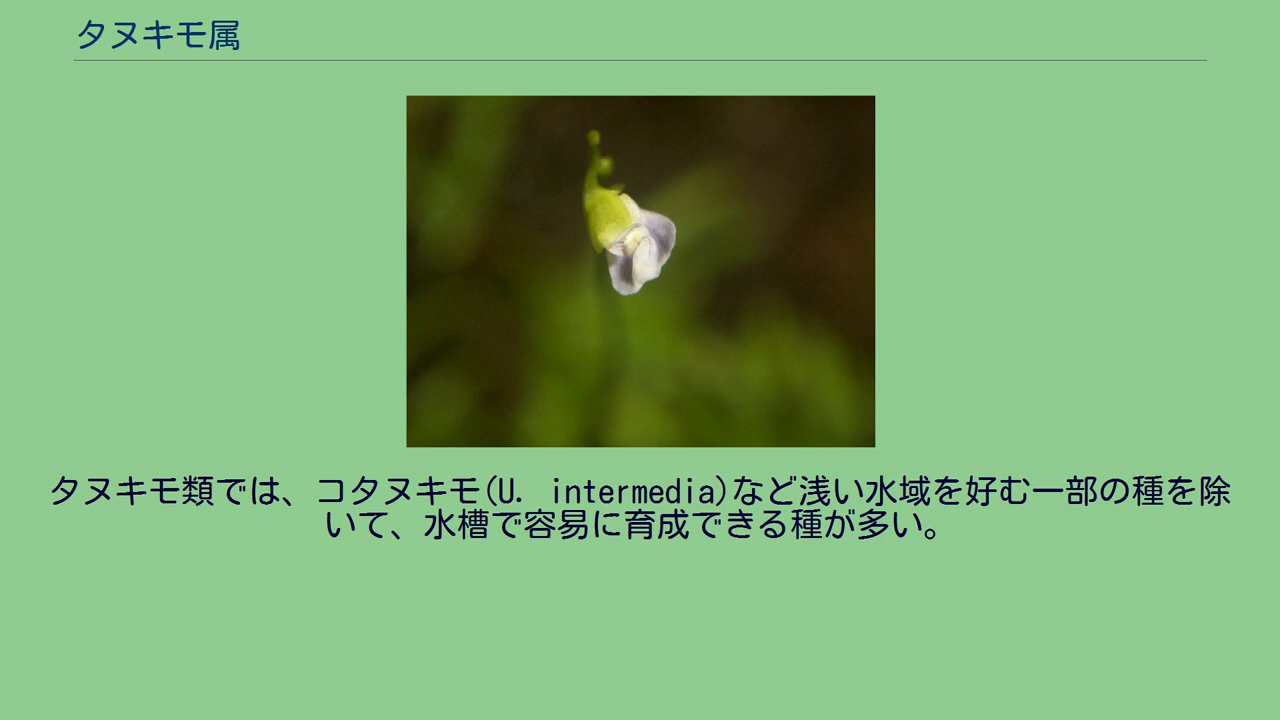 タヌキモ属
タヌキモ類では、コタヌキモ(U. intermedia)など浅い水域を好む一部の種を除
いて、水槽で容易に育成できる種が多い。